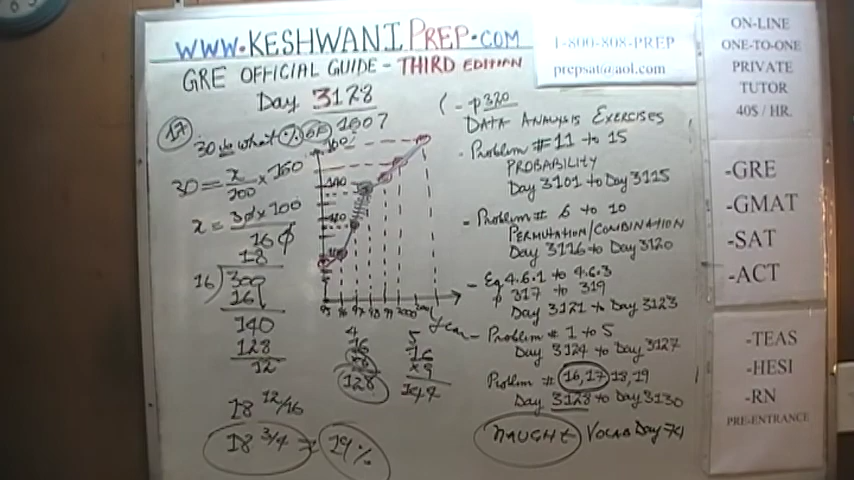 WWW.KESHWANIPREP.COM
GRE OFFICIAL GUIDE - THIRD EDITION
Day 3128
1-800-808-PREP
prepsat@aol.com
ON-LINE
ONE-TO-ONE
PRIVATE
TUTOR
40$ / HR.
-GRE
-GMAT
-SAT
-ACT
-TEAS
-HESI
-RN
PRE-ENTRANCE
17
30 is what % of 160?
30 = x/100 × 160
x = 30 × 100
160
18
16 300
16
140
128
12
18 12/16
18 3/4 ≈ 19%
160
140
Year
4
16
128
5
16
×9
144
- P320
DATA ANALYSIS EXERCISES
- Problem # 11 to 15
PROBABILITY
Day 3101 to Day 3115
- Problem # 6 to 10
PERMUTATION/COMBINATION
Day 3116 to Day 3120
- Eg 4.6.1 to 4.6.3
P 317 to 319
Day 3121 to Day 3123
- Problem # 1 to 5
Day 3124 to Day 3127
Problem # 16,17 18,19
Day 3128 to Day 3130
NAUGHT Vocab Day